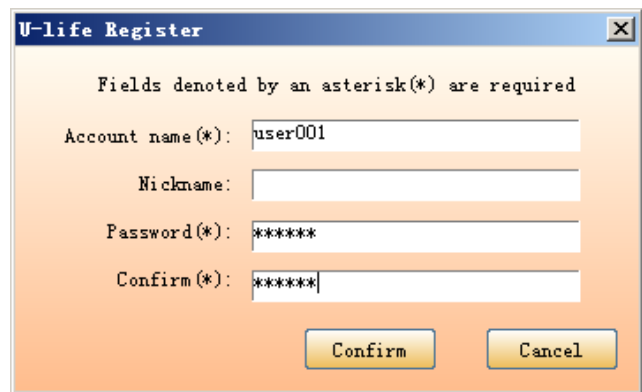 U-life Register
Fields denoted by an asterisk(*) are required
Account name(*): user001
Nickname:
Password(*): ******
Confirm(*): ******
Confirm Cancel